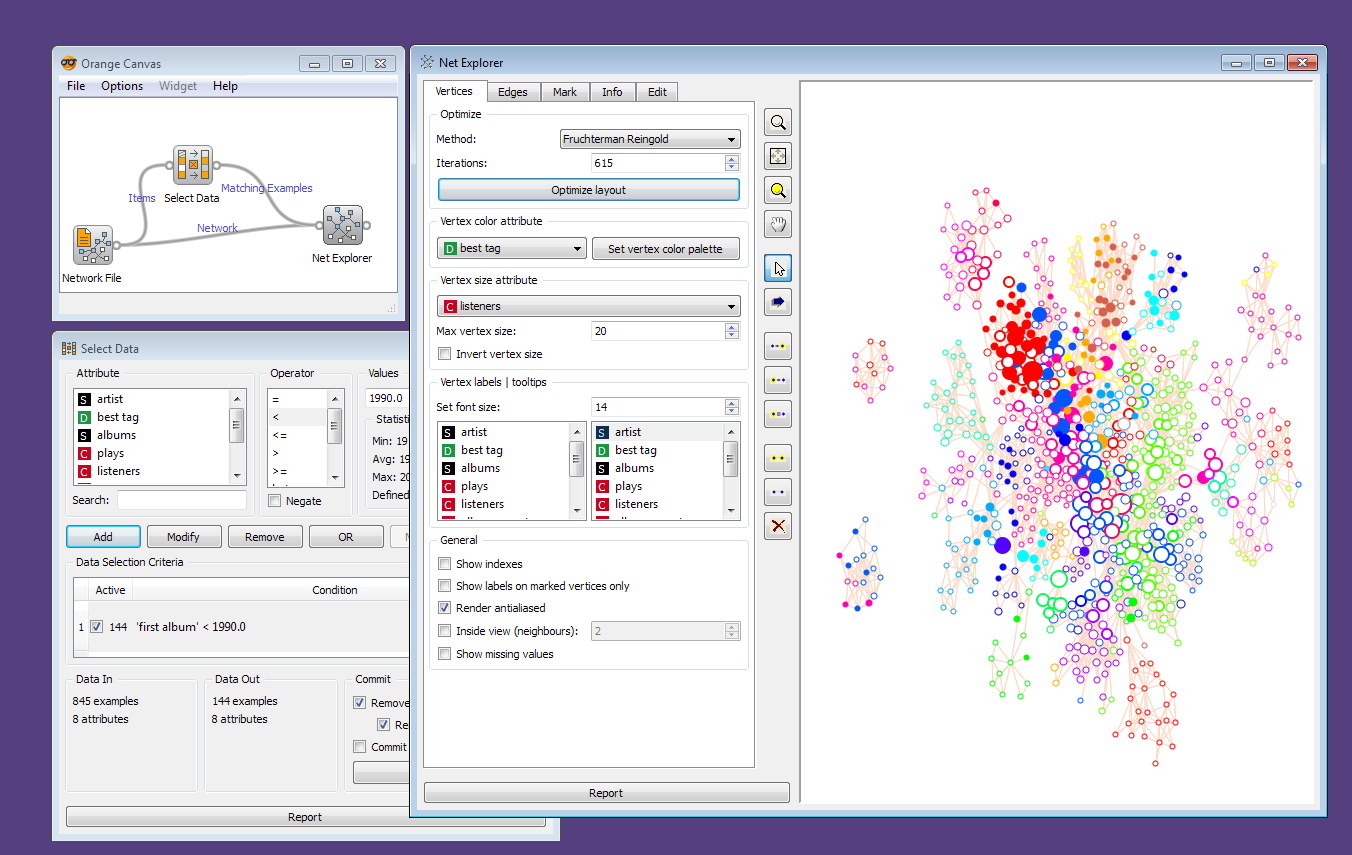 Orange Canvas
File Options Widget Help
Select Data
Items
Matching Examples
Network
Network File
Net Explorer
Select Data
Attribute
S artist
D best tag
S albums
C plays
C listeners
Search:
Operator
=
<
<=
>
>=
Negate
Values
1990.0
Statisti
Min: 19
Avg: 19
Max: 20
Defined
Add Modify Remove OR
Data Selection Criteria
Active Condition
1 144 'first album' < 1990.0
Data In
845 examples
8 attributes
Data Out
144 examples
8 attributes
Commit
Remove
Re
Commit
Report
Net Explorer
Vertices Edges Mark Info Edit
Optimize
Method: Fruchterman Reingold
Iterations: 615
Optimize layout
Vertex color attribute
D best tag Set vertex color palette
Vertex size attribute
C listeners
Max vertex size: 20
Invert vertex size
Vertex labels | tooltips
Set font size: 14
S artist S artist
D best tag D best tag
S albums S albums
C plays C plays
C listeners C listeners
General
Show indexes
Show labels on marked vertices only
Render antialiased
Inside view (neighbours): 2
Show missing values
Report